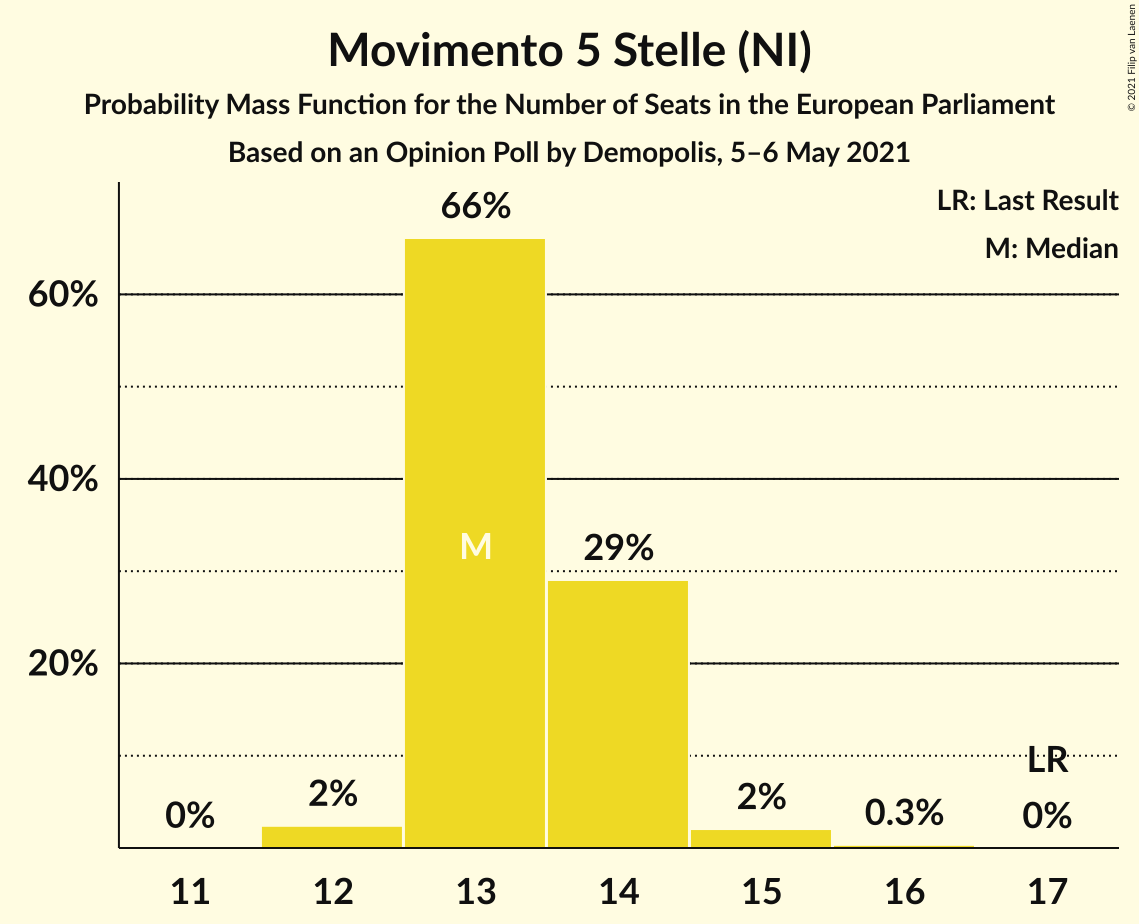 Movimento 5 Stelle (NI)
Probability Mass Function for the Number of Seats in the European Parliament
Based on an Opinion Poll by Demopolis, 5–6 May 2021
© 2021 Filip van Laenen
LR: Last Result
M: Median
60%
40%
20%
0%
2%
66%
M
29%
2%
0.3%
LR
0%
11
12
13
14
15
16
17